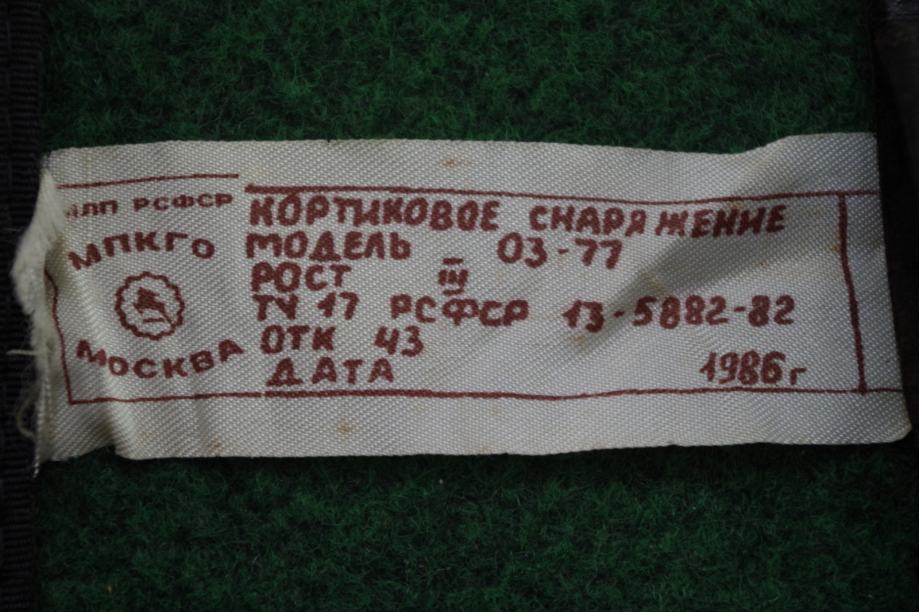 МЛП РСФСР
МПКГО
МОСКВА
КОРТИКОВОЕ СНАРЯЖЕНИЕ
МОДЕЛЬ 03-77
РОСТ III
ТУ 17 РСФСР 13-5882-82
ОТК 43
ДАТА 1986г